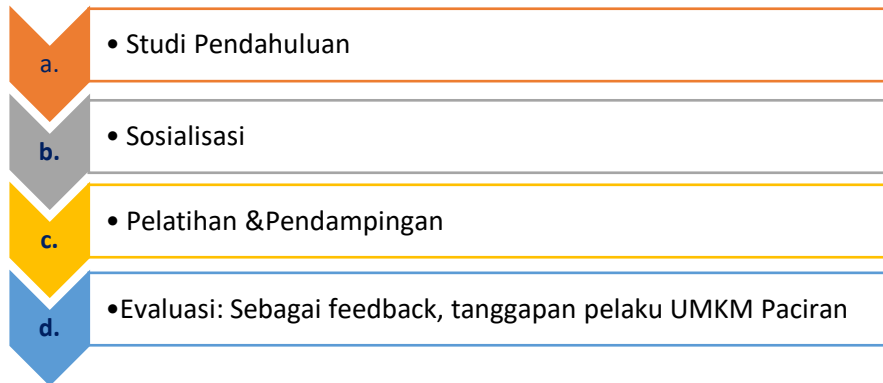 a. • Studi Pendahuluan
b. • Sosialisasi
c. • Pelatihan &Pendampingan
d. •Evaluasi: Sebagai feedback, tanggapan pelaku UMKM Paciran